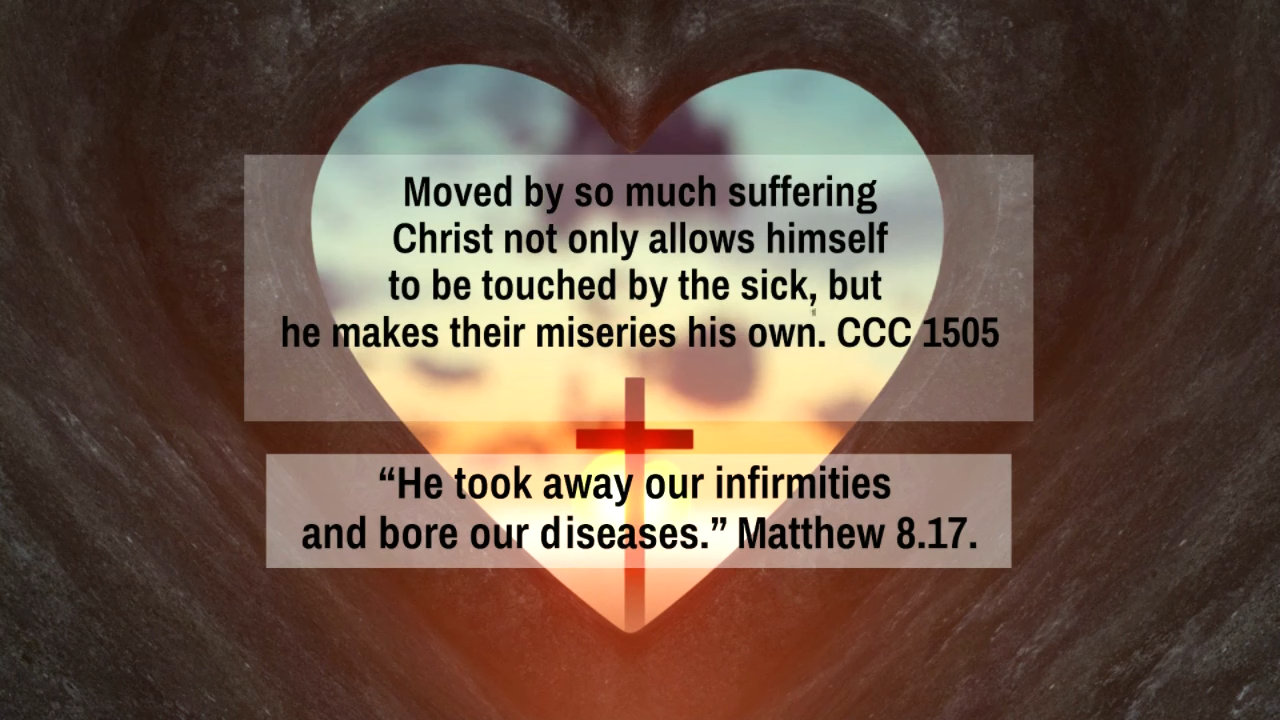 Moved by so much suffering
Christ not only allows himself
to be touched by the sick, but
he makes their miseries his own. CCC 1505
“He took away our infirmities
and bore our diseases.” Matthew 8.17.